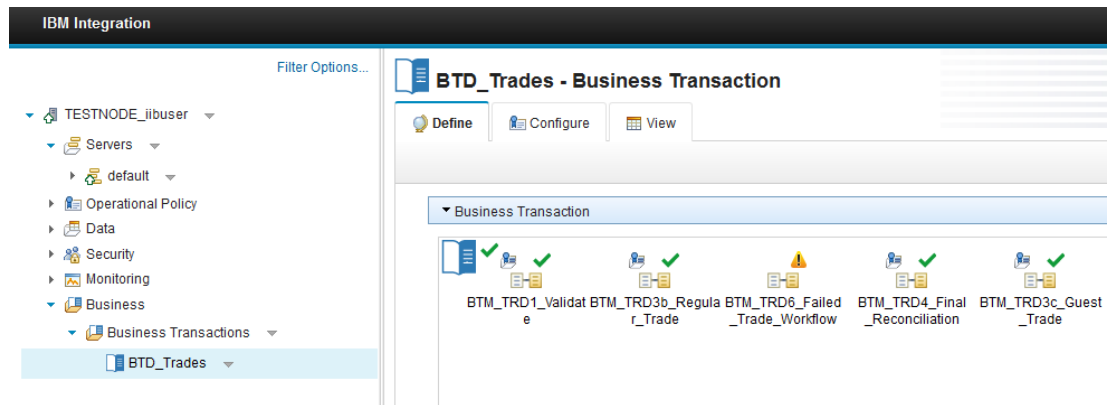 IBM Integration
Filter Options...
TESTNODE_iibuser
Servers
default
Operational Policy
Data
Security
Monitoring
Business
Business Transactions
BTD_Trades
BTD_Trades - Business Transaction
Define Configure View
Business Transaction
BTM_TRD1_Validat BTM_TRD3b_Regula BTM_TRD6_Failed BTM_TRD4_Final BTM_TRD3c_Guest
e r_Trade _Trade_Workflow _Reconciliation _Trade